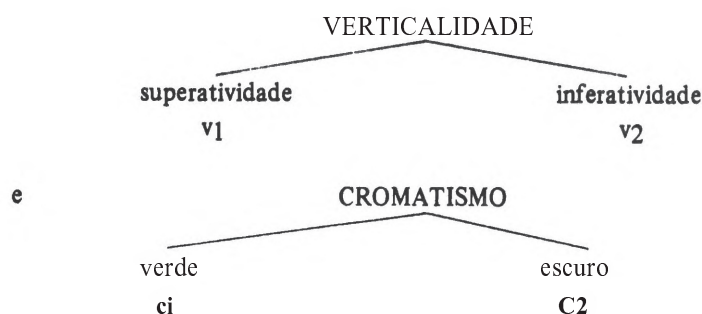 VERTICALIDADE
superatividade inferatividade
v1 v2
e CROMATISMO
verde escuro
ci C2